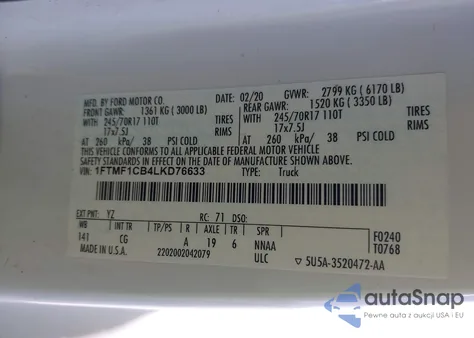 MFD. BY FORD MOTOR CO.
DATE: 02/20 GVWR: 2799 KG ( 6170 LB)
FRONT GAWR: 1361 KG ( 3000 LB) REAR GAWR: 1520 KG ( 3350 LB)
WITH 245/70R17 110T TIRES WITH: 245/70R17 110T TIRES
17x7.5J RIMS 17x7.5J RIMS
AT 260 kPa/ 38 PSI COLD AT 260 kPa/ 38 PSI COLD
THIS VEHICLE CONFORMS TO ALL APPLICABLE FEDERAL MOTOR VEHICLE
SAFETY STANDARDS IN EFFECT ON THE DATE OF MANUFACTURE SHOWN ABOVE.
VIN: 1FTMF1CB4LKD76633 TYPE: Truck
EXT PNT: YZ RC: 71 DSO:
WB INT TR TP/PS R AXLE TR SPR F0240
141 CG A 19 6 NNAA T0768
MADE IN U.S.A. 2202002042079 ULC ▽ 5U5A-3520472-AA
autoSnap
Pewne auta z aukcji USA i EU